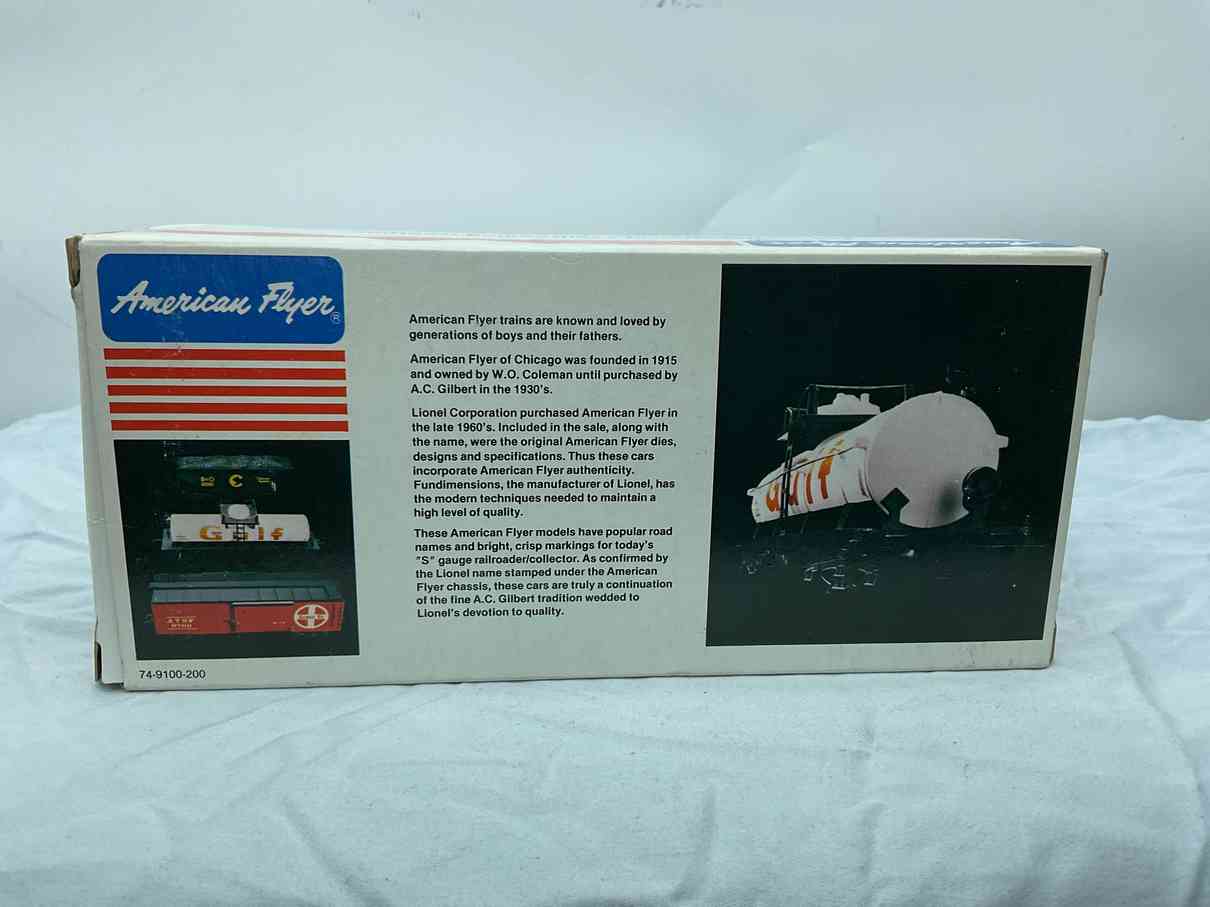 American Flyer®
American Flyer trains are known and loved by
generations of boys and their fathers.
American Flyer of Chicago was founded in 1915
and owned by W.O. Coleman until purchased by
A.C. Gilbert in the 1930's.
Lionel Corporation purchased American Flyer in
the late 1960's. Included in the sale, along with
the name, were the original American Flyer dies,
designs and specifications. Thus these cars
incorporate American Flyer authenticity.
Fundimensions, the manufacturer of Lionel, has
the modern techniques needed to maintain a
high level of quality.
These American Flyer models have popular road
names and bright, crisp markings for today's
"S" gauge railroader/collector. As confirmed by
the Lionel name stamped under the American
Flyer chassis, these cars are truly a continuation
of the fine A.C. Gilbert tradition wedded to
Lionel's devotion to quality.
Gulf
ATSF
Gulf
74-9100-200